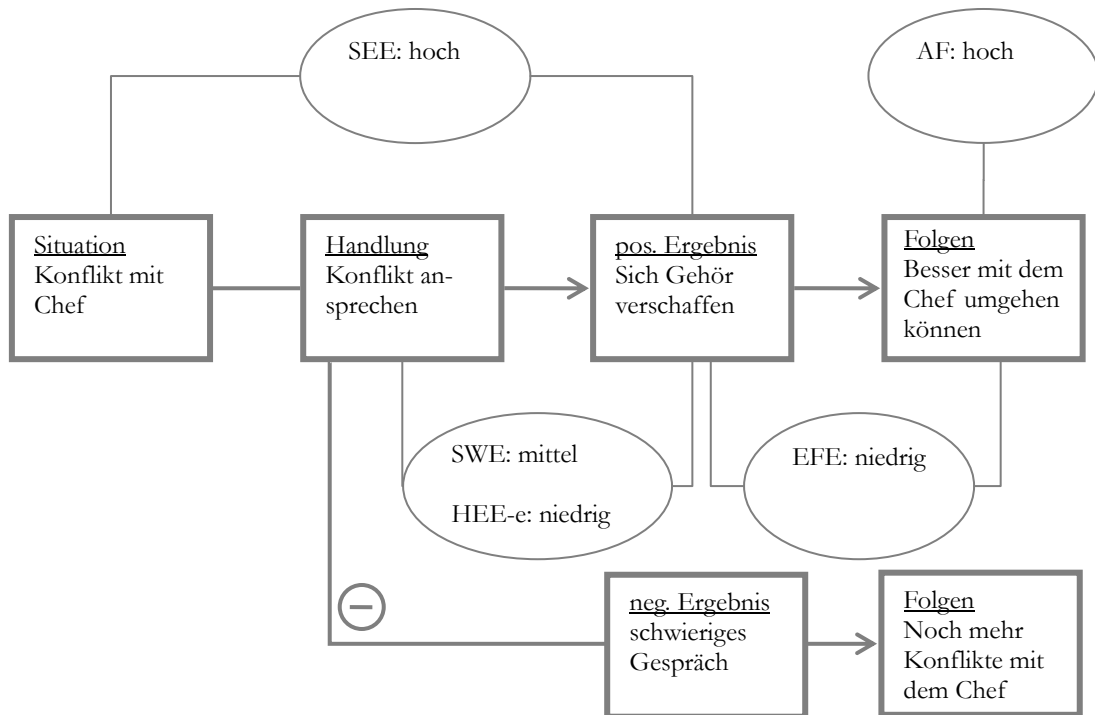 SEE: hoch
AF: hoch
Situation
Konflikt mit
Chef
Handlung
Konflikt an-
sprechen
pos. Ergebnis
Sich Gehör
verschaffen
Folgen
Besser mit dem
Chef umgehen
können
SWE: mittel
HEE-e: niedrig
EFE: niedrig
neg. Ergebnis
schwieriges
Gespräch
Folgen
Noch mehr
Konflikte mit
dem Chef